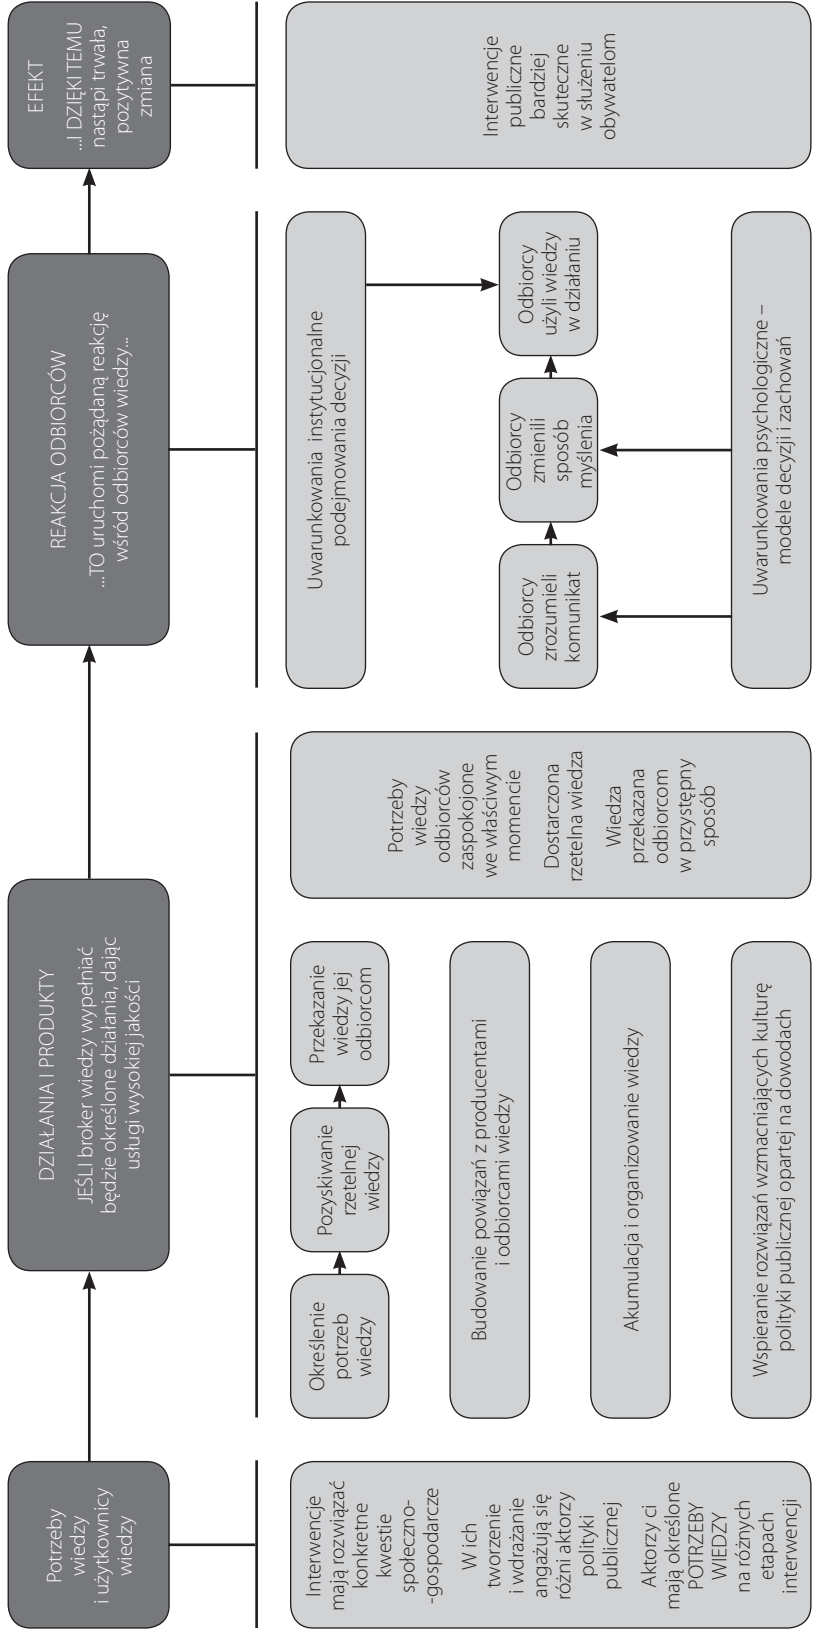 Potrzeby
wiedzy
i użytkownicy
wiedzy
DZIAŁANIA I PRODUKTY
JEŚLI broker wiedzy wypełniać
będzie określone działania, dając
usługi wysokiej jakości
REAKCJA ODBIORCÓW
...TO uruchomi pożądaną reakcję
wśród odbiorców wiedzy...
EFEKT
...I DZIĘKI TEMU
nastąpi trwała,
pozytywna
zmiana
Interwencje
mają rozwiązać
konkretne
kwestie
społeczno-
-gospodarcze
W ich
tworzenie
i wdrażanie
angażują się
różni aktorzy
polityki
publicznej
Aktorzy ci
mają określone
POTRZEBY
WIEDZY
na różnych
etapach
interwencji
Określenie
potrzeb
wiedzy
Pozyskiwanie
rzetelnej
wiedzy
Przekazanie
wiedzy jej
odbiorcom
Budowanie powiązań z producentami
i odbiorcami wiedzy
Akumulacja i organizowanie wiedzy
Wspieranie rozwiązań wzmacniających kulturę
polityki publicznej opartej na dowodach
Potrzeby
wiedzy
odbiorców
zaspokojone
we właściwym
momencie
Dostarczona
rzetelna wiedza
Wiedza
przekazana
odbiorcom
w przystępny
sposób
Uwarunkowania instytucjonalne
podejmowania decyzji
Odbiorcy
zrozumieli
komunikat
Odbiorcy
zmienili
sposób
myślenia
Odbiorcy
użyli wiedzy
w działaniu
Uwarunkowania psychologiczne –
modele decyzji i zachowań
Interwencje
publiczne
bardziej
skuteczne
w służeniu
obywatelom